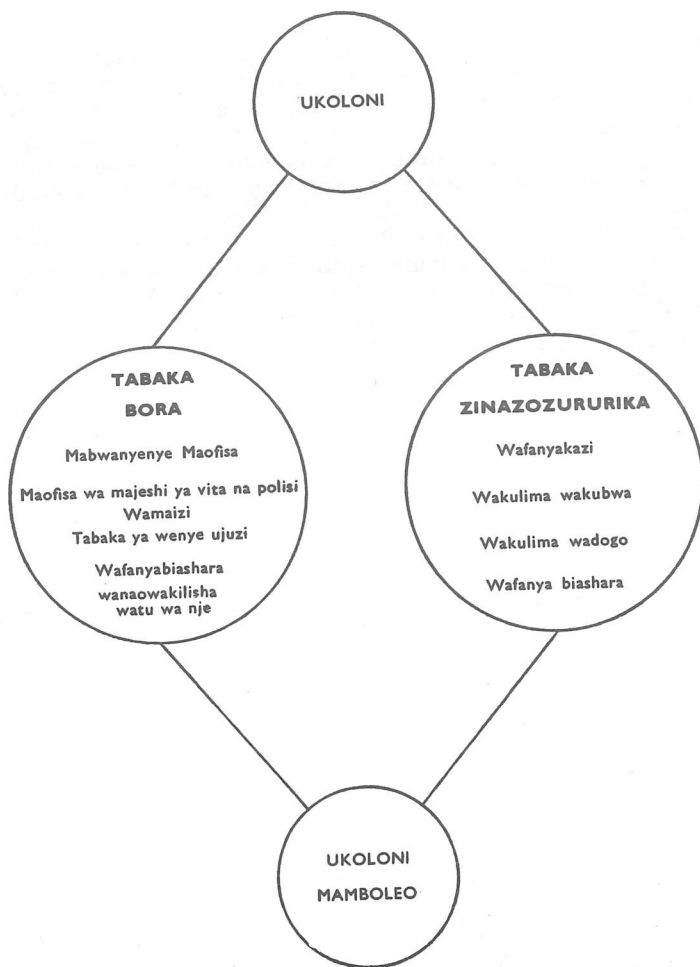 UKOLONI
TABAKA
BORA
Mabwanyenye Maofisa
Maofisa wa majeshi ya vita na polisi
Wamaizi
Tabaka ya wenye ujuzi
Wafanyabiashara
wanaowakilisha
watu wa nje
TABAKA
ZINAZOZURURIKA
Wafanyakazi
Wakulima wakubwa
Wakulima wadogo
Wafanya biashara
UKOLONI
MAMBOLEO